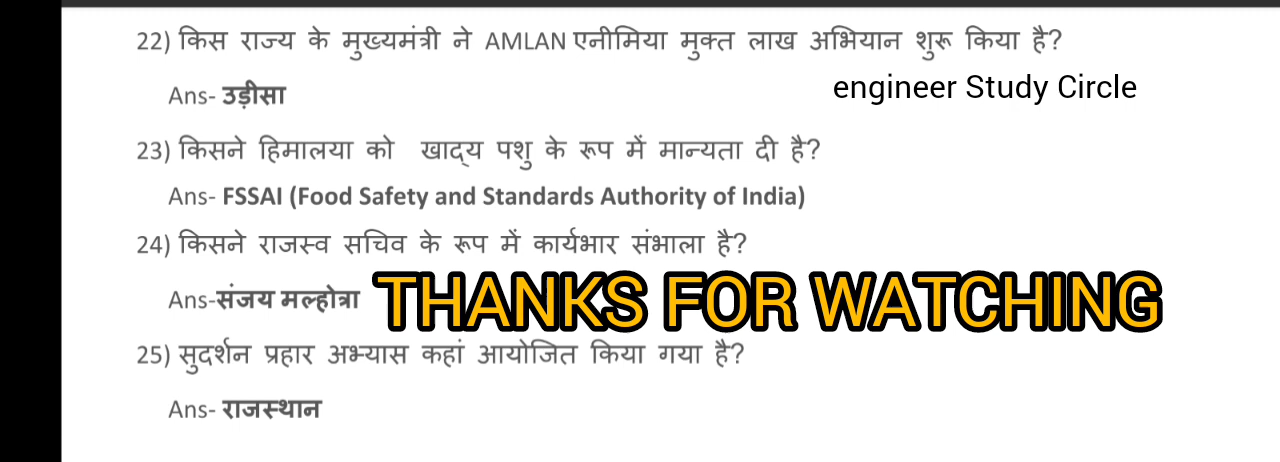 22) किस राज्य के मुख्यमंत्री ने AMLAN एनीमिया मुक्त लाख अभियान शुरू किया है?
engineer Study Circle
Ans- उड़ीसा
23) किसने हिमालया को खाद्य पशु के रूप में मान्यता दी है?
Ans- FSSAI (Food Safety and Standards Authority of India)
24) किसने राजस्व सचिव के रूप में कार्यभार संभाला है?
Ans-संजय मल्होत्रा
THANKS FOR WATCHING
25) सुदर्शन प्रहार अभ्यास कहां आयोजित किया गया है?
Ans- राजस्थान